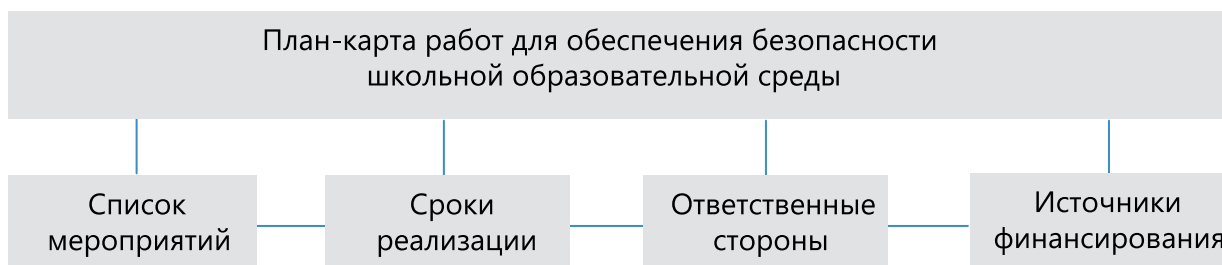 План-карта работ для обеспечения безопасности
школьной образовательной среды
Список
мероприятий
Сроки
реализации
Ответственные
стороны
Источники
финансирования